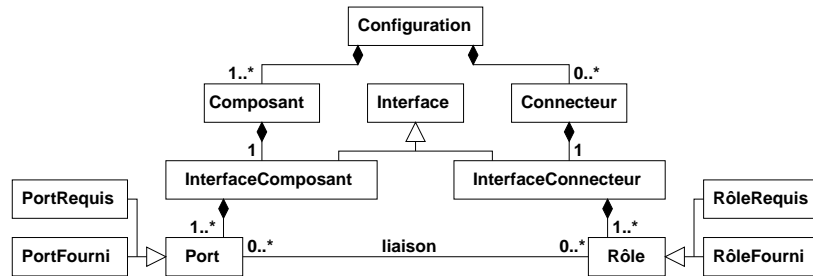 Configuration
1..*
0..*
Composant
Interface
Connecteur
1
1
InterfaceComposant
InterfaceConnecteur
PortRequis
RôleRequis
1..*
1..*
PortFourni
Port
0..*
liaison
0..*
Rôle
RôleFourni